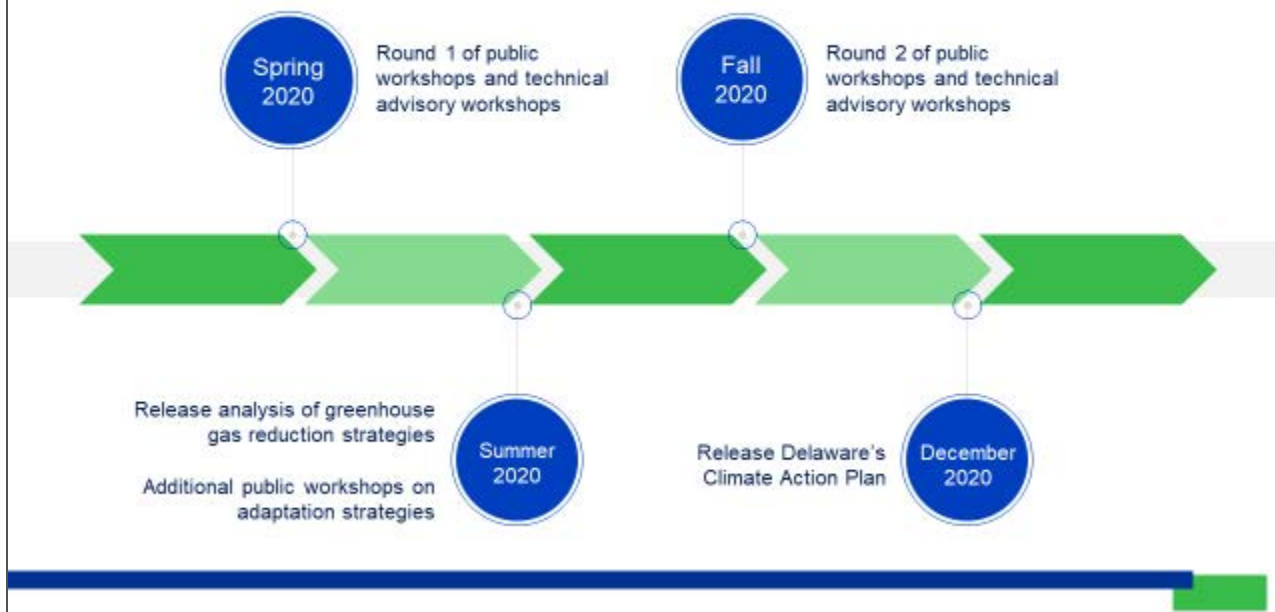 Spring
2020
Round 1 of public
workshops and technical
advisory workshops
Fall
2020
Round 2 of public
workshops and technical
advisory workshops
Release analysis of greenhouse
gas reduction strategies
Additional public workshops on
adaptation strategies
Summer
2020
Release Delaware's
Climate Action Plan
December
2020